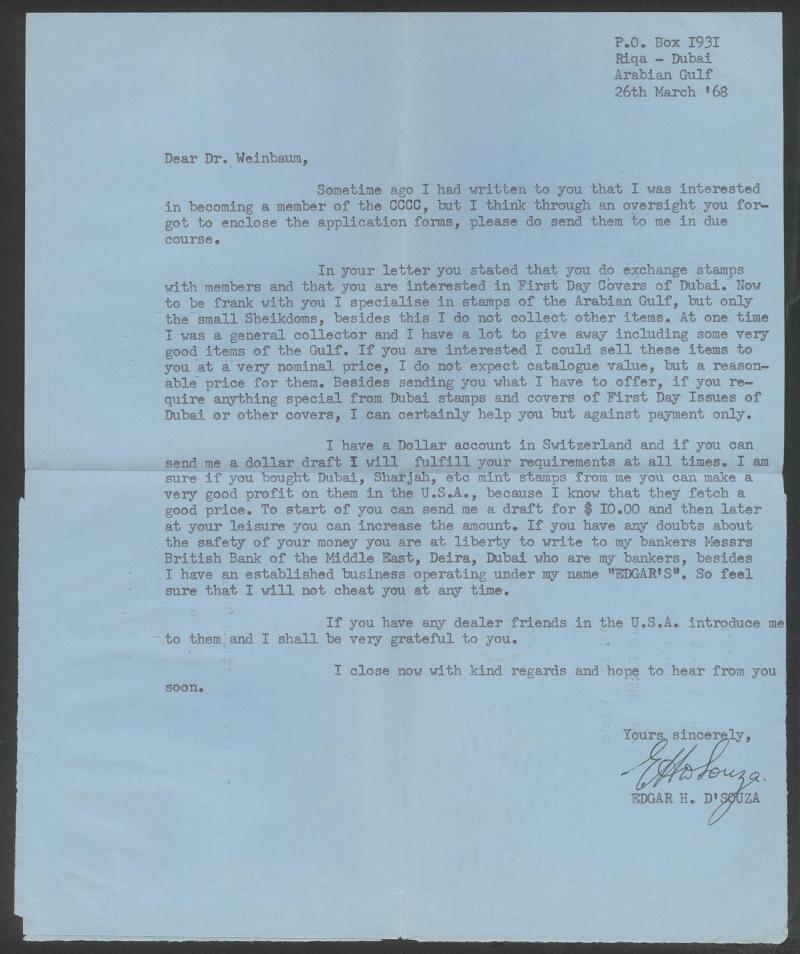 P.O. Box I93I
Riqa - Dubai
Arabian Gulf
26th March '68
Dear Dr. Weinbaum,
Sometime ago I had written to you that I was interested
in becoming a member of the CCCC, but I think through an oversight you for-
got to enclose the application forms, please do send them to me in due
course.
In your letter you stated that you do exchange stamps
with members and that you are interested in First Day Covers of Dubai. Now
to be frank with you I specialise in stamps of the Arabian Gulf, but only
the small Sheikdoms, besides this I do not collect other items. At one time
I was a general collector and I have a lot to give away including some very
good items of the Gulf. If you are interested I could sell these items to
you at a very nominal price, I do not expect catalogue value, but a reason-
able price for them. Besides sending you what I have to offer, if you re-
quire anything special from Dubai stamps and covers of First Day Issues of
Dubai or other covers, I can certainly help you but against payment only.
I have a Dollar account in Switzerland and if you can
send me a dollar draft I will fulfill your requirements at all times. I am
sure if you bought Dubai, Sharjah, etc mint stamps from me you can make a
very good profit on them in the U.S.A., because I know that they fetch a
good price. To start of you can send me a draft for $ I0.00 and then later
at your leisure you can increase the amount. If you have any doubts about
the safety of your money you are at liberty to write to my bankers Messrs
British Bank of the Middle East, Deira, Dubai who are my bankers, besides
I have an established business operating under my name "EDGAR'S". So feel
sure that I will not cheat you at any time.
If you have any dealer friends in the U.S.A. introduce me
to them and I shall be very grateful to you.
I close now with kind regards and hope to hear from you
soon.
Yours sincerely,
EHD'Souza.
EDGAR H. D'SOUZA